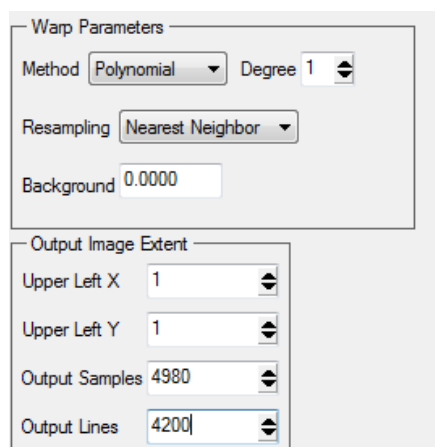 Warp Parameters
Method Polynomial Degree 1
Resampling Nearest Neighbor
Background 0.0000
Output Image Extent
Upper Left X 1
Upper Left Y 1
Output Samples 4980
Output Lines 4200